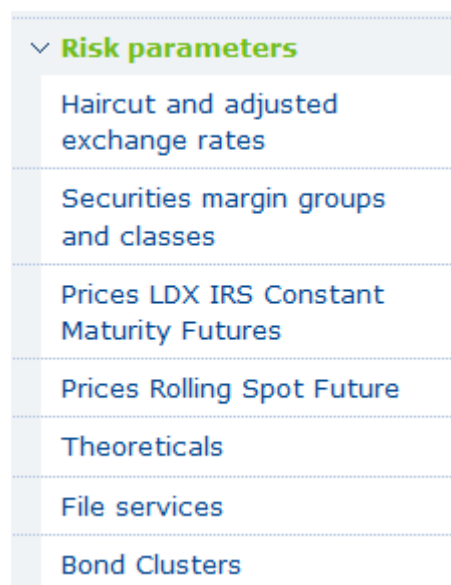 Risk parameters
Haircut and adjusted
exchange rates
Securities margin groups
and classes
Prices LDX IRS Constant
Maturity Futures
Prices Rolling Spot Future
Theoreticals
File services
Bond Clusters